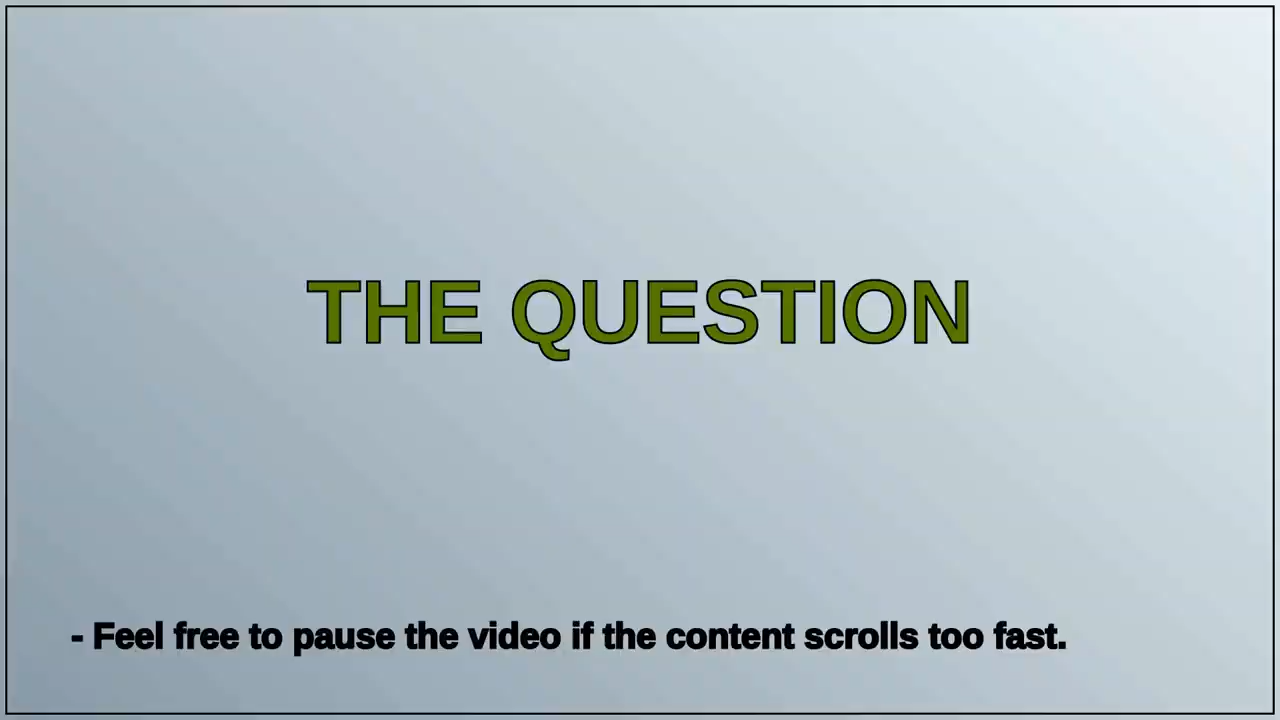 THE QUESTION
- Feel free to pause the video if the content scrolls too fast.